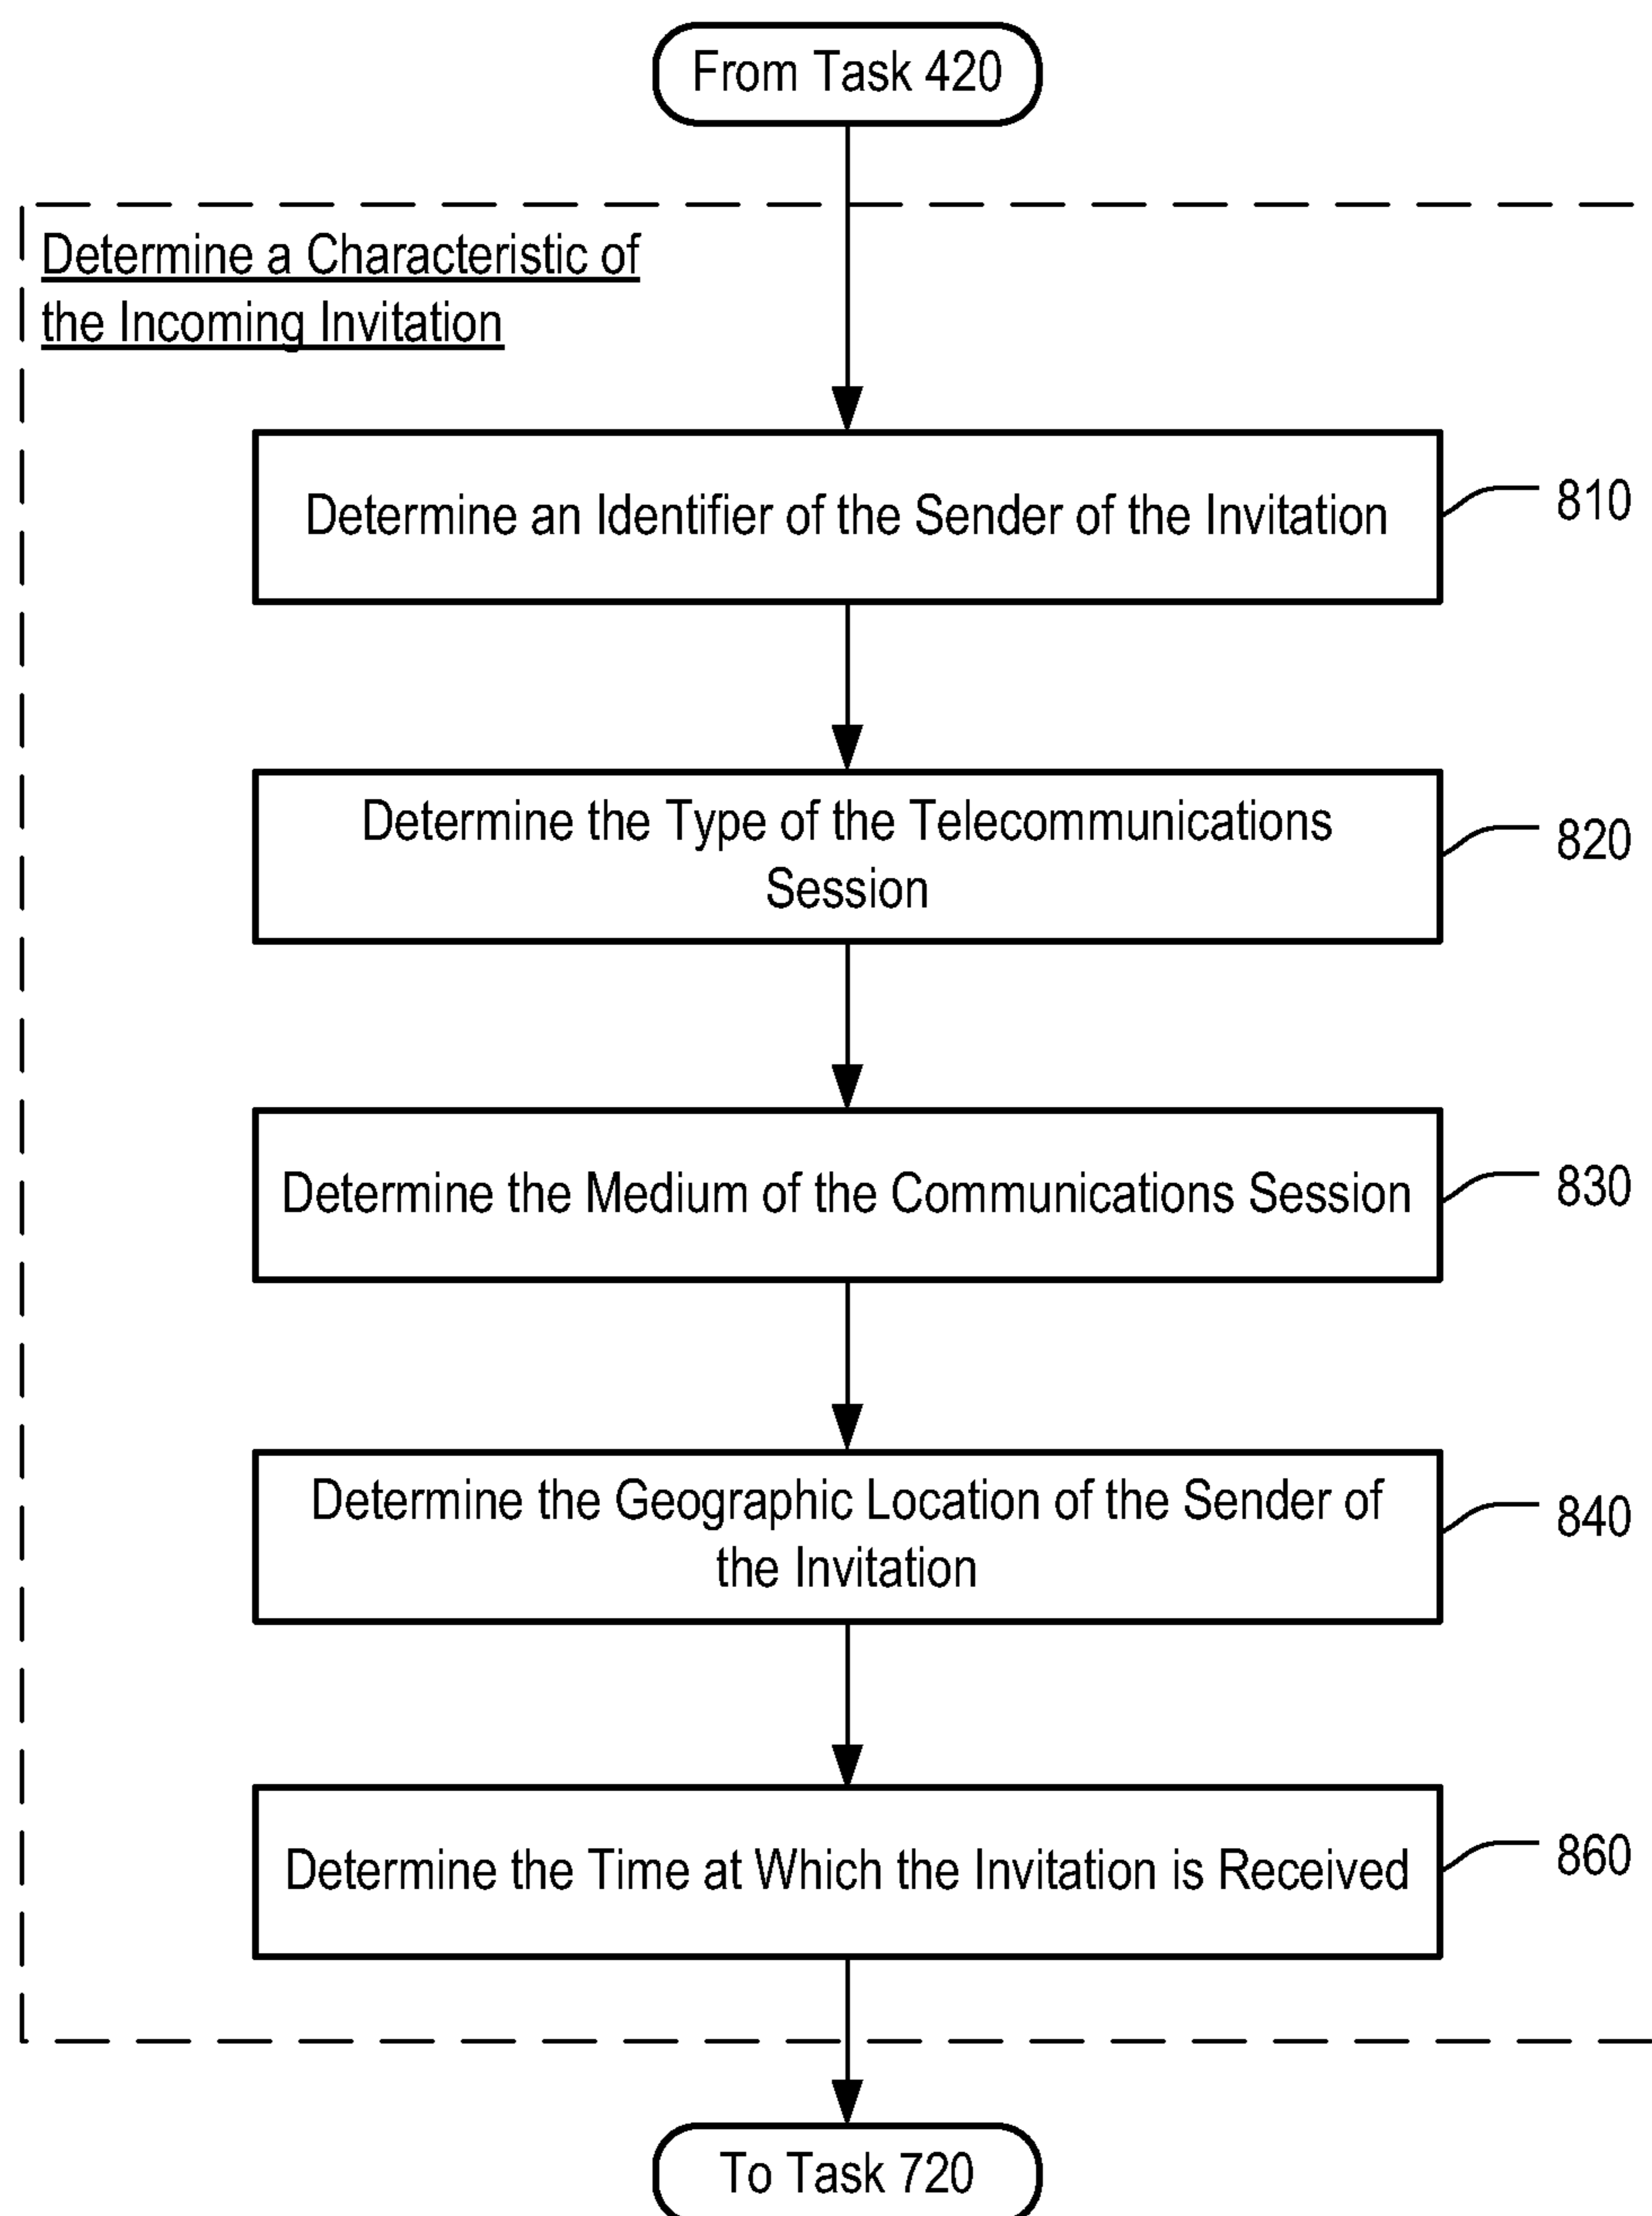 From Task 420
Determine a Characteristic of
the Incoming Invitation
Determine an Identifier of the Sender of the Invitation
810
Determine the Type of the Telecommunications
Session
820
Determine the Medium of the Communications Session
830
Determine the Geographic Location of the Sender of
the Invitation
840
Determine the Time at Which the Invitation is Received
860
To Task 720